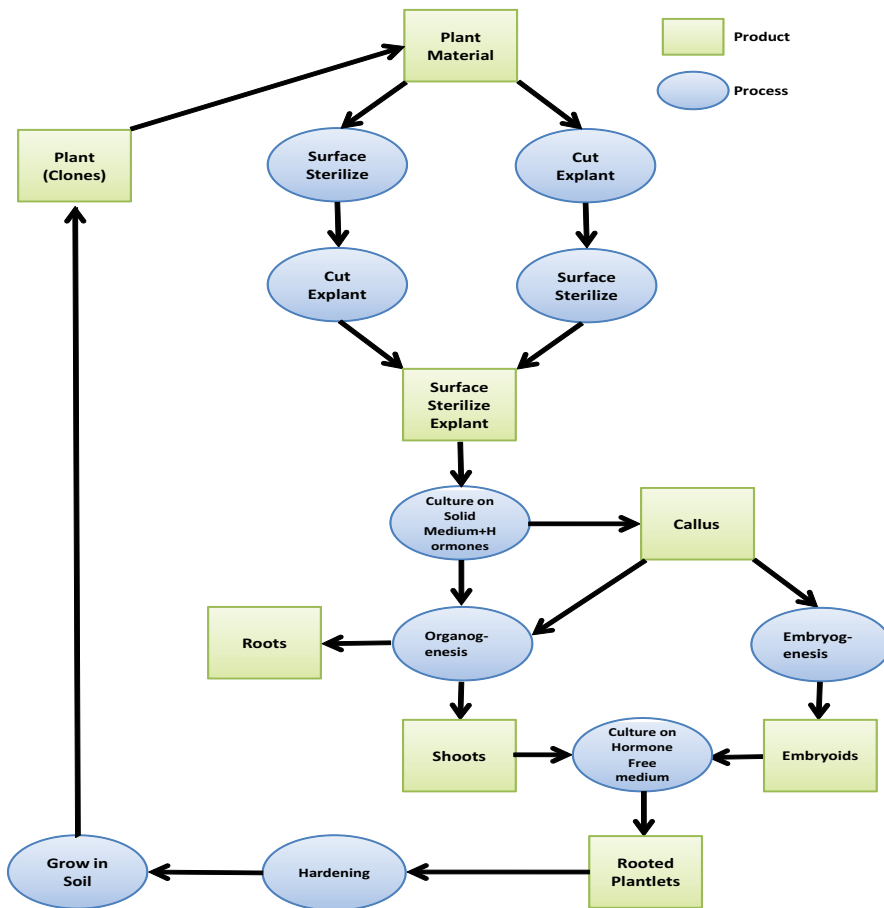 Plant
Material
Product
Process
Plant
(Clones)
Surface
Sterilize
Cut
Explant
Cut
Explant
Surface
Sterilize
Surface
Sterilize
Explant
Culture on
Solid
Medium+H
ormones
Callus
Roots
Organog-
enesis
Embryog-
enesis
Shoots
Culture on
Hormone
Free
medium
Embryoids
Grow in
Soil
Hardening
Rooted
Plantlets